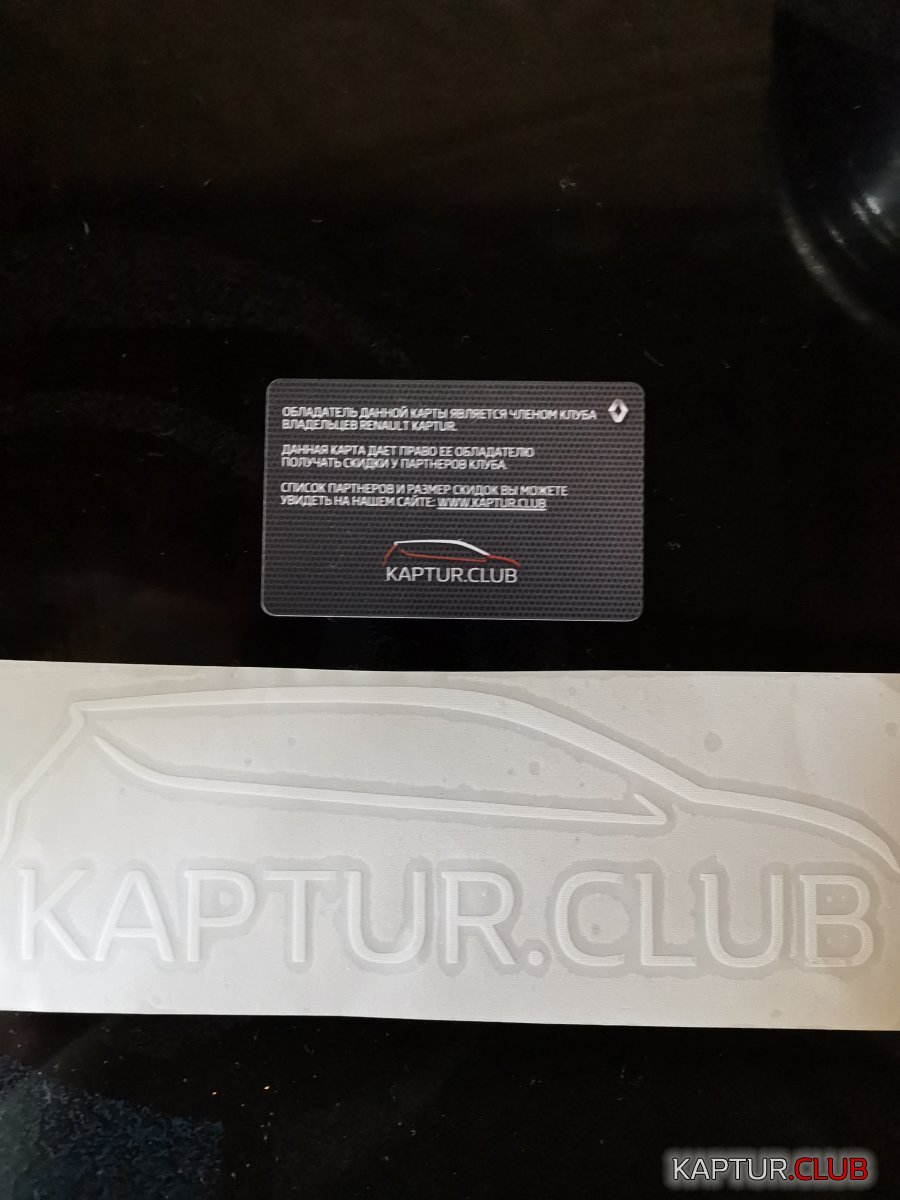 ОБЛАДАТЕЛЬ ДАННОЙ КАРТЫ ЯВЛЯЕТСЯ ЧЛЕНОМ КЛУБА
ВЛАДЕЛЬЦЕВ RENAULT KAPTUR.
ДАННАЯ КАРТА ДАЕТ ПРАВО ЕЕ ОБЛАДАТЕЛЮ
ПОЛУЧАТЬ СКИДКИ У ПАРТНЕРОВ КЛУБА.
СПИСОК ПАРТНЕРОВ И РАЗМЕР СКИДОК ВЫ МОЖЕТЕ
УВИДЕТЬ НА НАШЕМ САЙТЕ: WWW.KAPTUR.CLUB
KAPTUR.CLUB
KAPTUR.CLUB
KAPTUR.CLUB